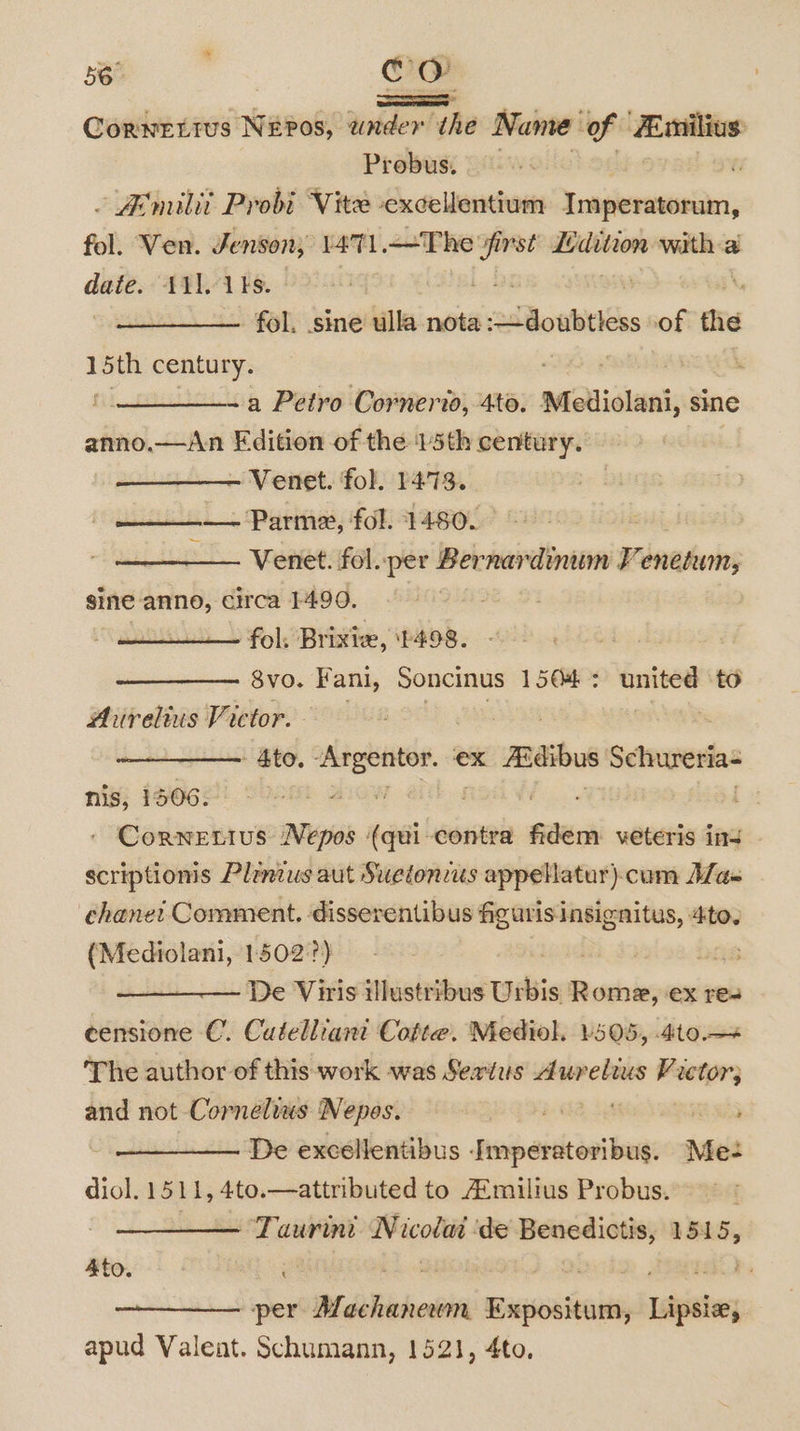 56 CO
CORNELIUS NEPOS, under the Name of Æmilius
Probus.
Æmilii Probi Vitæ excellentium Imperatorum,
fol. Ven. Jenson, 1471.—The first Edition with a
date. 11l. 11s.
———— fol. sine ulla nota:—doubtless of the
15th century.
———— a Petro Cornerio, 4to. Mediolani, sine
anno.—An Edition of the 15th century.
———— Venet. fol. 1473.
———— Parmæ, fol. 1480.
———— Venet. fol. per Bernardinum Venetum,
sine anno, circa 1490.
———— fol. Brixiæ, 1498.
———— 8vo. Fani, Soncinus 1504: united to
Aurelius Victor.
———— 4to. Argentor. ex Ædibus Schureria-
nis, 1506.
CORNELIUS Nepos (qui contra fidem veteris in-
scriptionis Plinius aut Suetonius appellatur) cum Ma-
chanei Comment. disserentibus figuris insignitus, 4to.
(Mediolani, 1502?)
———— De Viris illustribus Urbis Romæ, ex re-
censione C. Catelliani Cottæ. Mediol. 1505, 4to.—
The author of this work was Sextus Aurelius Victor,
and not Cornelius Nepos.
———— De excellentibus Imperatoribus. Me-
diol. 1511, 4to.—attributed to Æmilius Probus.
———— Taurini Nicolai de Benedictis, 1515,
4to.
———— per Machaneum Expositum, Lipsiæ,
apud Valent. Schumann, 1521, 4to.